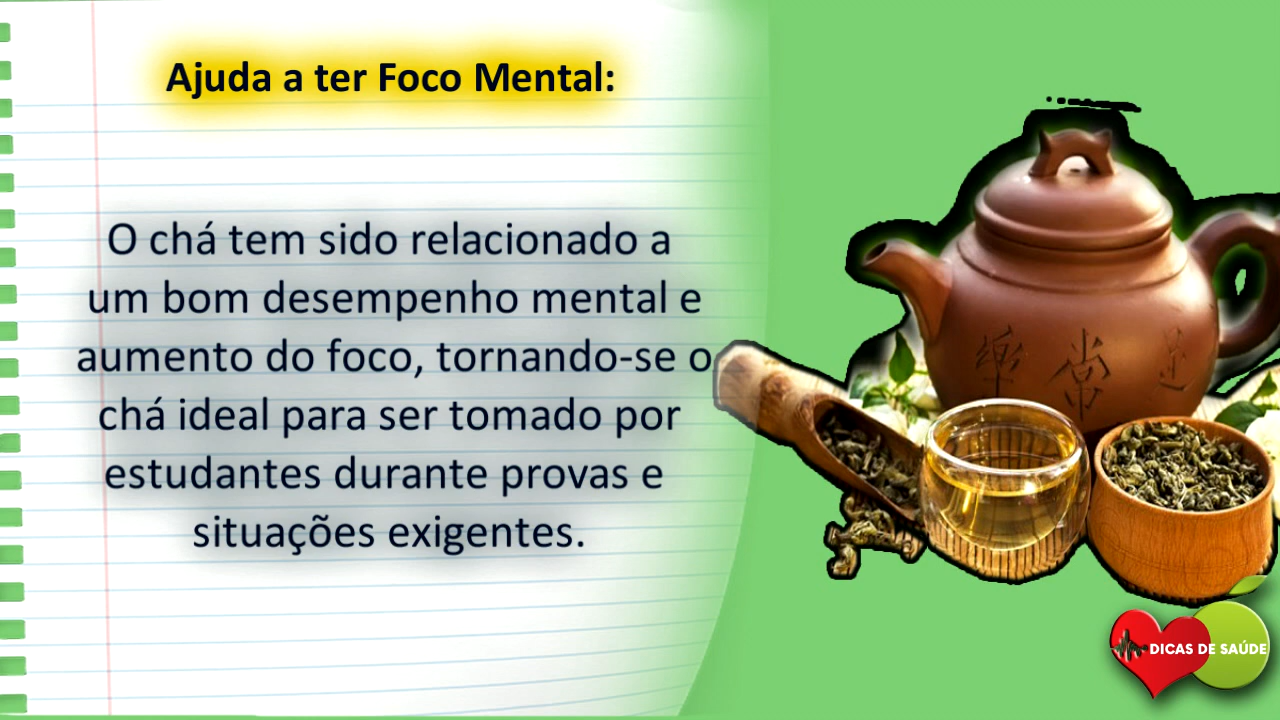 Ajuda a ter Foco Mental:
O chá tem sido relacionado a
um bom desempenho mental e
aumento do foco, tornando-se o
chá ideal para ser tomado por
estudantes durante provas e
situações exigentes.
常
DICAS DE SAÚDE